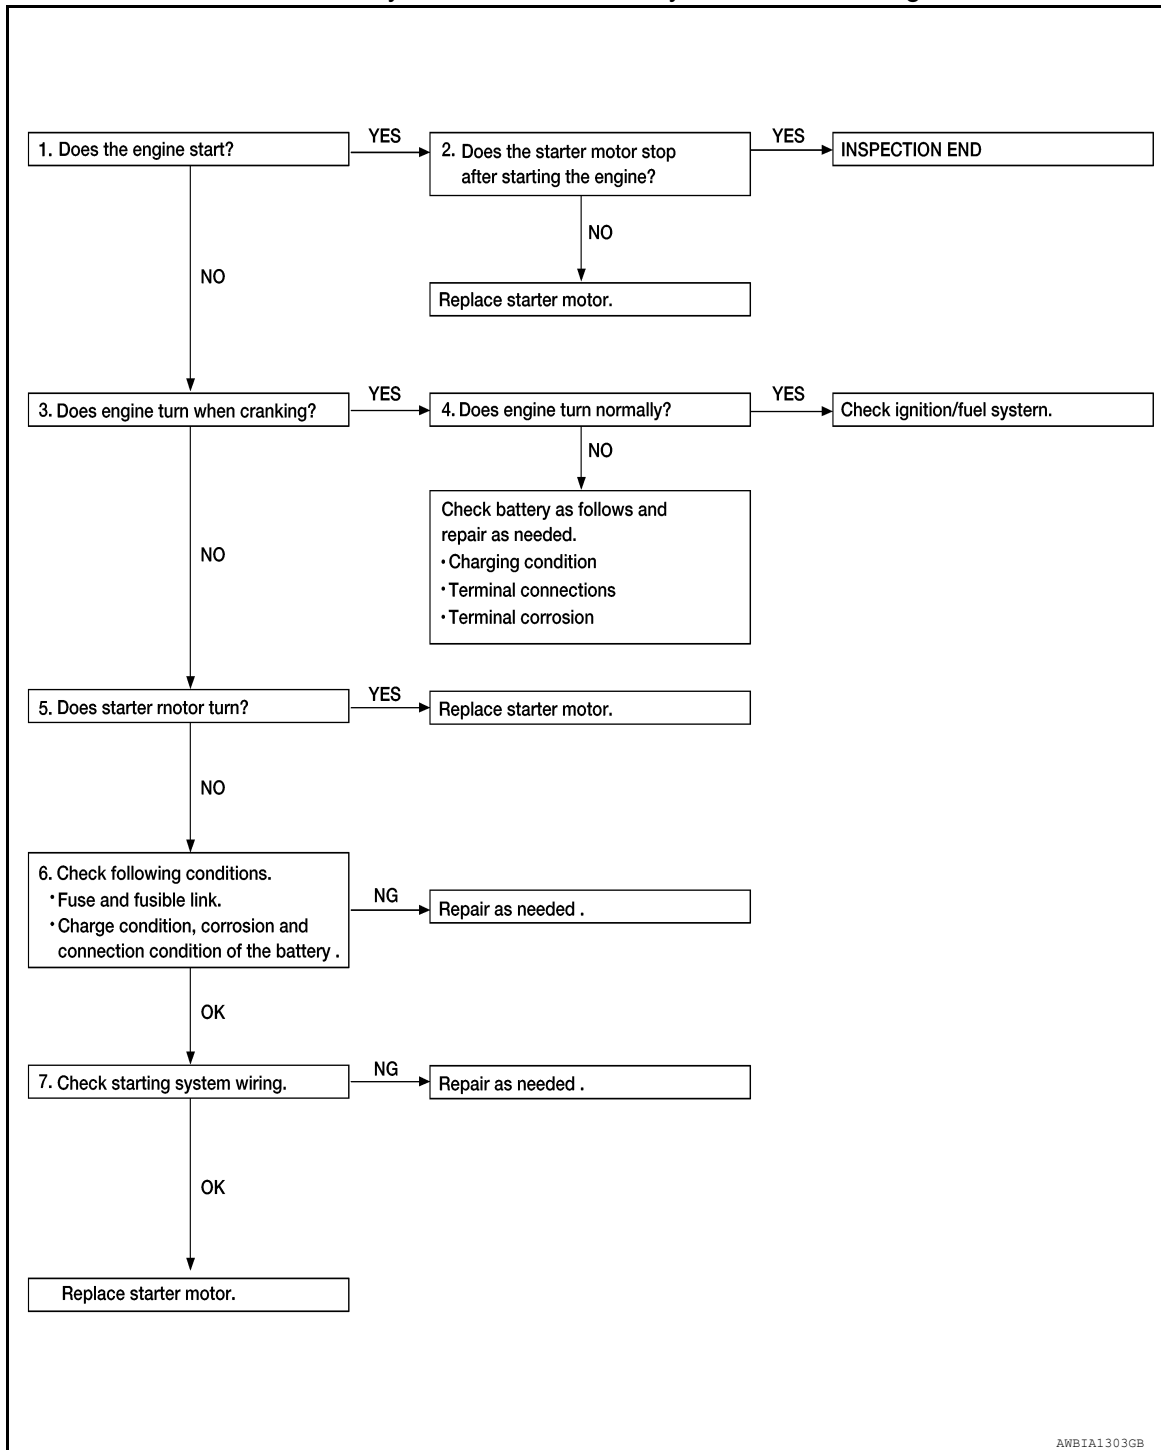 1. Does the engine start?
YES
2. Does the starter motor stop
after starting the engine?
YES
INSPECTION END
NO
NO
Replace starter motor.
3. Does engine turn when cranking?
YES
4. Does engine turn normally?
YES
Check ignition/fuel systern.
NO
Check battery as follows and
repair as needed.
• Charging condition
• Terminal connections
• Terminal corrosion
NO
5. Does starter rnotor turn?
YES
Replace starter motor.
NO
6. Check following conditions.
• Fuse and fusible link.
• Charge condition, corrosion and
connection condition of the battery .
NG
Repair as needed .
OK
7. Check starting system wiring.
NG
Repair as needed .
OK
Replace starter motor.
AWBIA1303GB